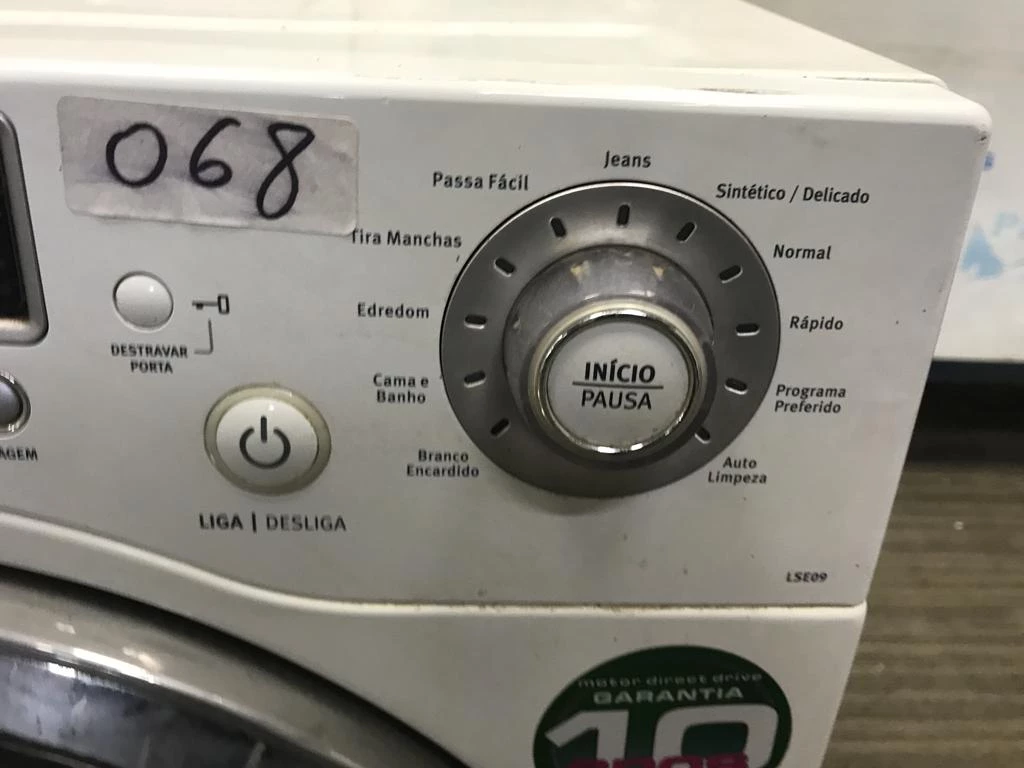 068
Jeans
Passa Fácil
Sintético / Delicado
Tira Manchas
Normal
Edredom
Rápido
DESTRAVAR
PORTA
Cama e
Banho
INÍCIO
PAUSA
Programa
Preferido
Branco
Encardido
Auto
Limpeza
LIGA | DESLIGA
LSE09
motor direct drive
GARANTIA
10
anos